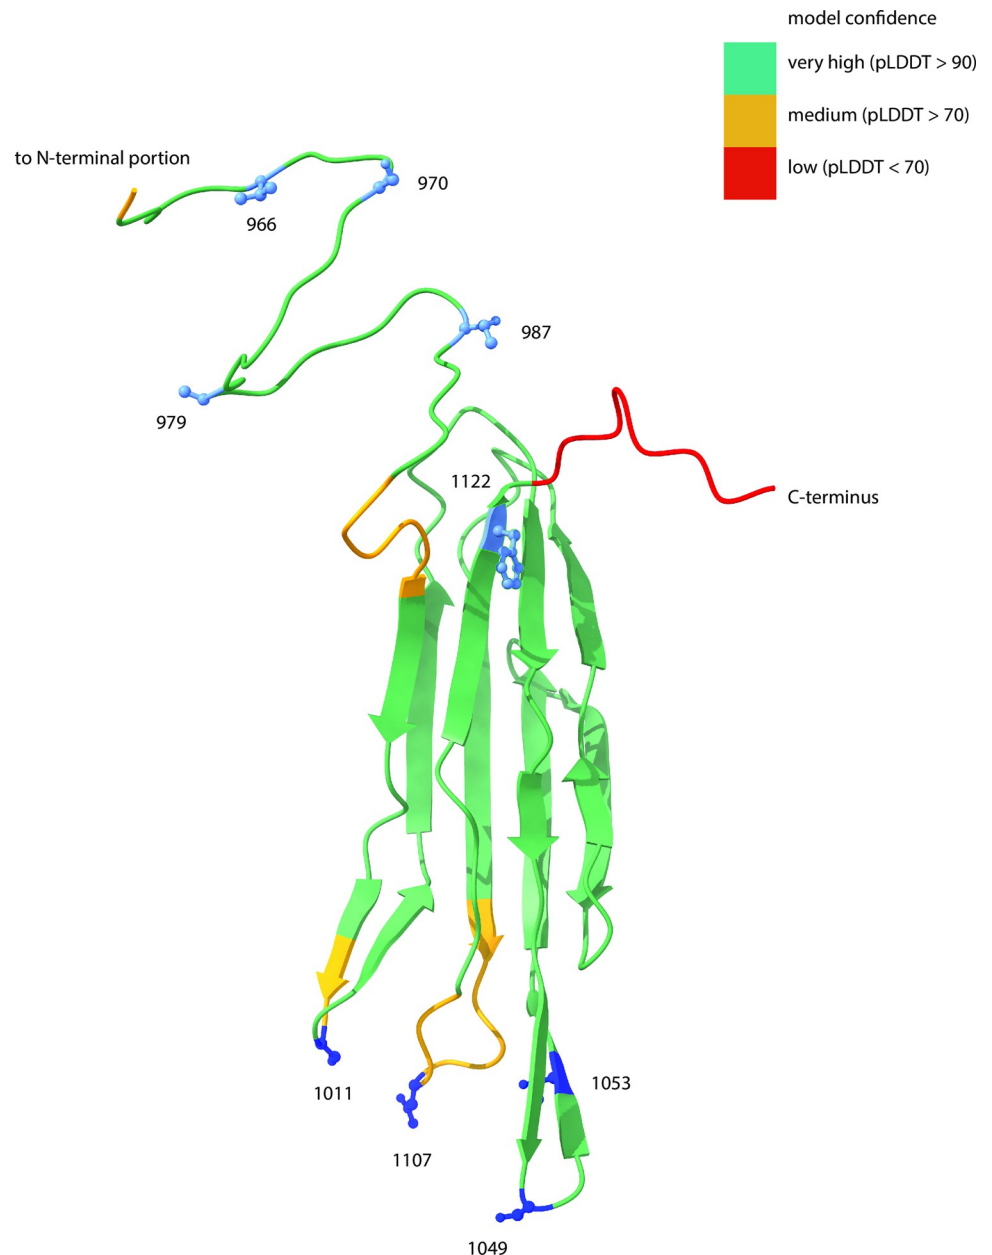 model confidence
very high (pLDDT > 90)
medium (pLDDT > 70)
low (pLDDT < 70)
to N-terminal portion
970
966
987
979
1122
C-terminus
1011
1053
1107
1049